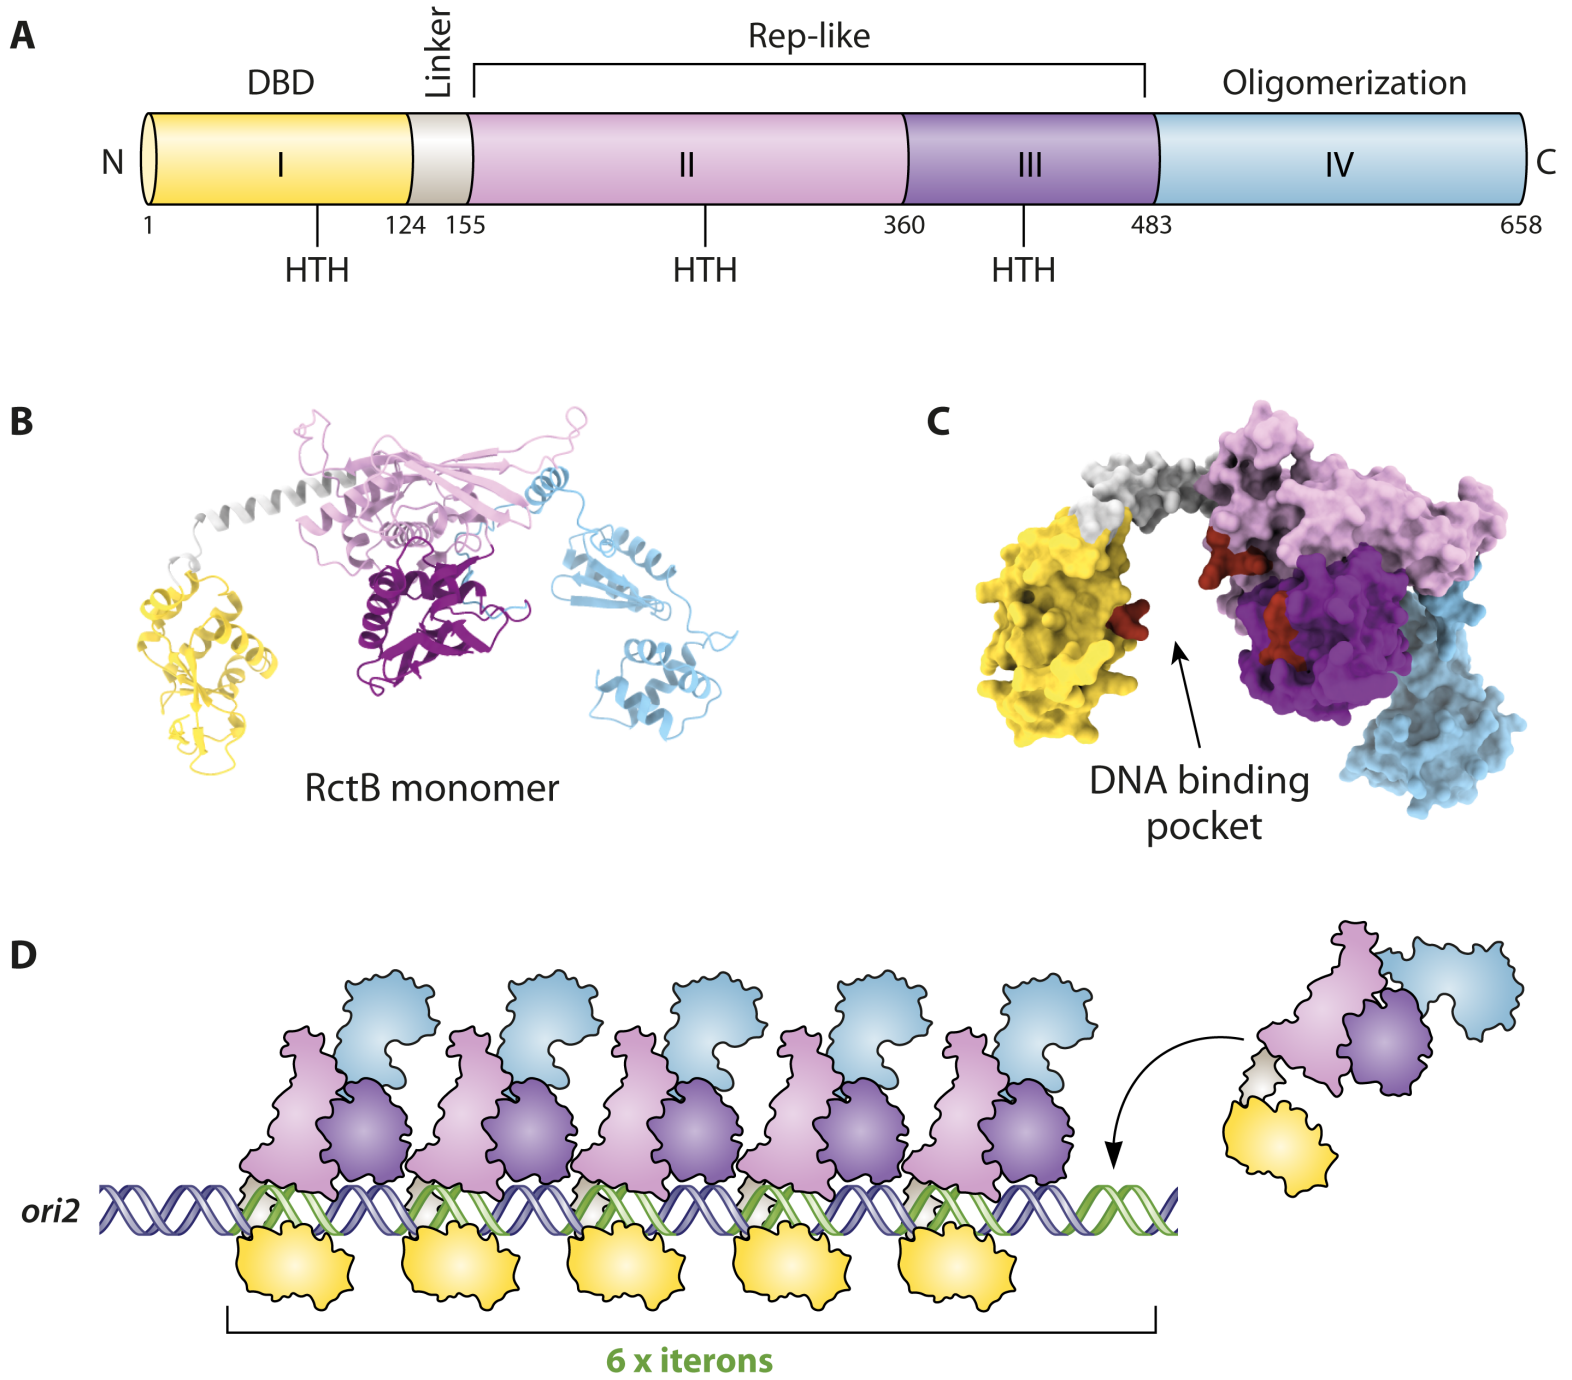 A
Rep-like
DBD
Linker
Oligomerization
N
I
II
III
IV
C
1
124
155
360
483
658
HTH
HTH
HTH
B
C
RctB monomer
DNA binding
pocket
D
ori2
6 x iterons